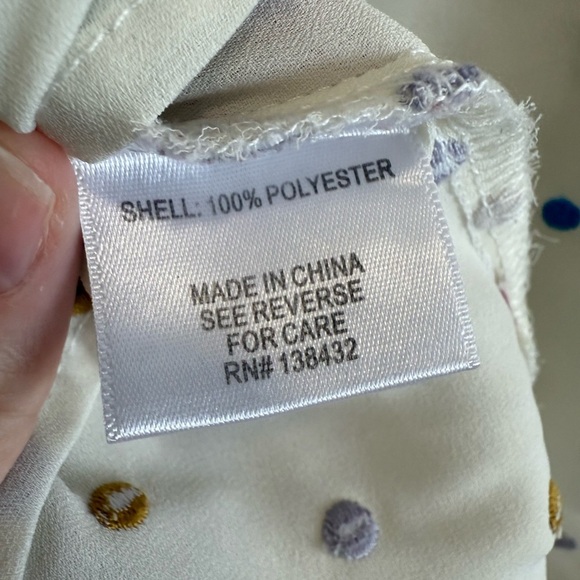 SHELL: 100% POLYESTER
MADE IN CHINA
SEE REVERSE
FOR CARE
RN# 138432